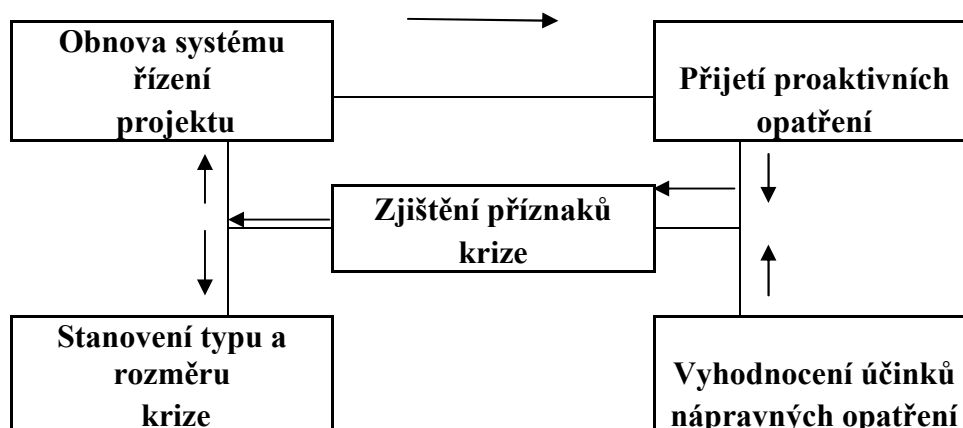 Obnova systému
řízení
projektu
Přijetí proaktivních
opatření
Zjištění příznaků
krize
Stanovení typu a
rozměru
krize
Vyhodnocení účinků
nápravných opatření